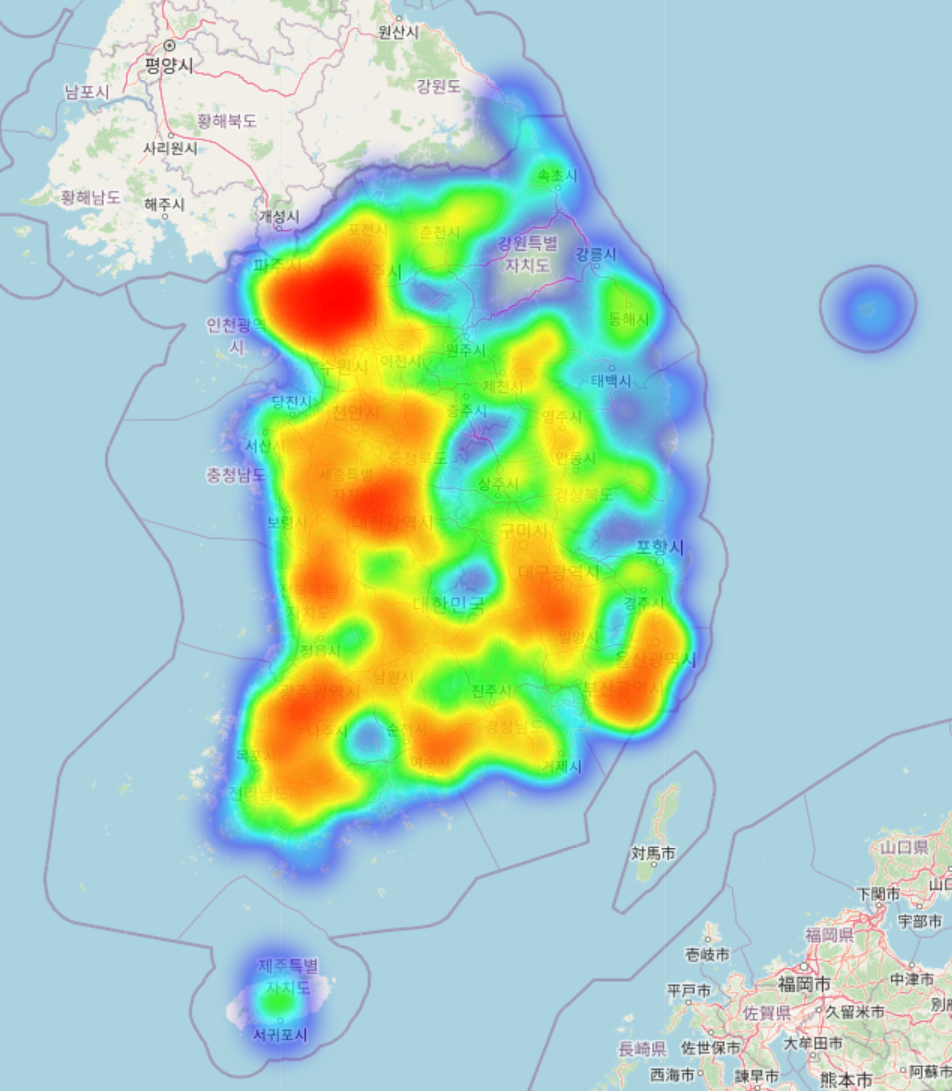 원산시
평양시
강원도
남포시
황해북도
사리원시
속초시
황해남도
해주시
개성시
포천시
춘천시
강원특별
자치도
강릉시
파주시
주시
동해시
인천광역
시
원주시
이천시
수원시
제천시
태백시
당진시
천안시
충주시
영주시
서산시
충청북도
안동시
충청남도
세종특별
자
상주시
경상북도
보령시
대전광역시
구미시
포항시
대구광역시
대한민국
경주시
자치도
밀양시
정읍시
울산광역시
남원시
광주광역시
진주시
부산광역시
나주시
순천시
경상남도
목포
여수시
거제시
전라남도
対馬市
山口県
下関市
山口
宇部市
福岡県
壱岐市
제주특별
자치도
福岡市
中津市
平戸市
佐賀県
久留米市
別府
서귀포시
長崎県
佐世保市
大牟田市
西海市
諫早市
熊本市
阿蘇市